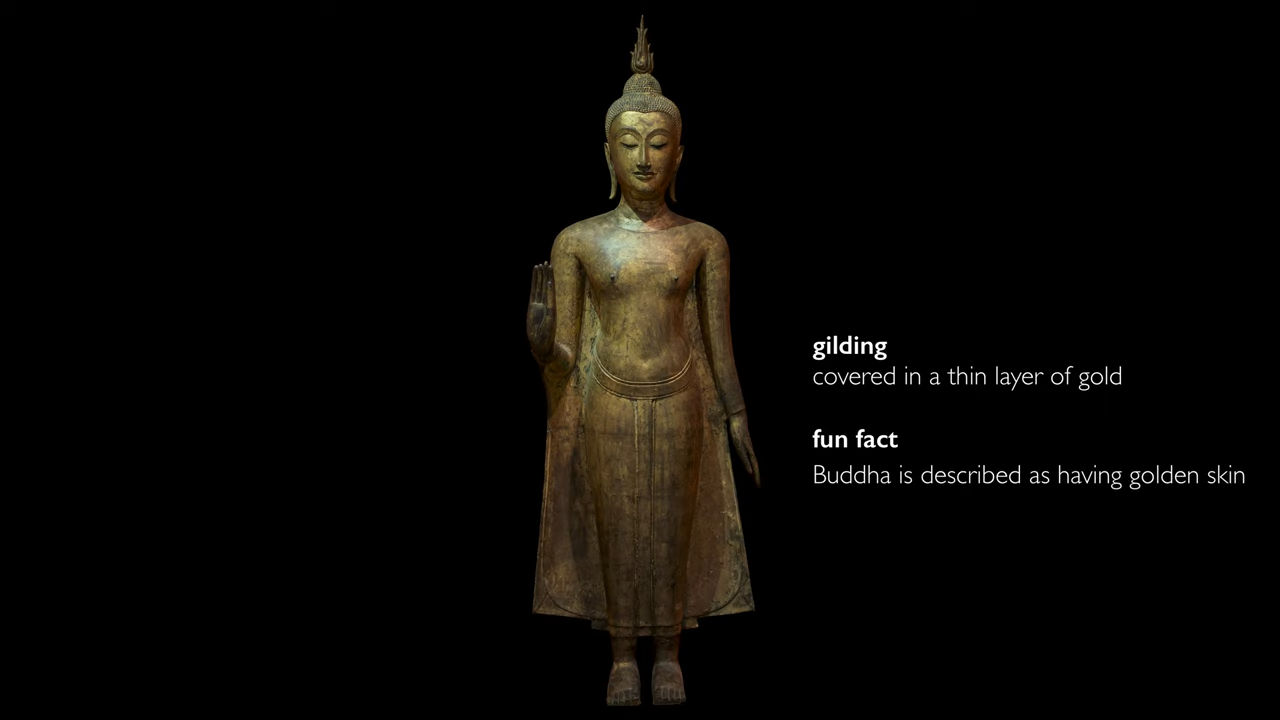 gilding
covered in a thin layer of gold
fun fact
Buddha is described as having golden skin